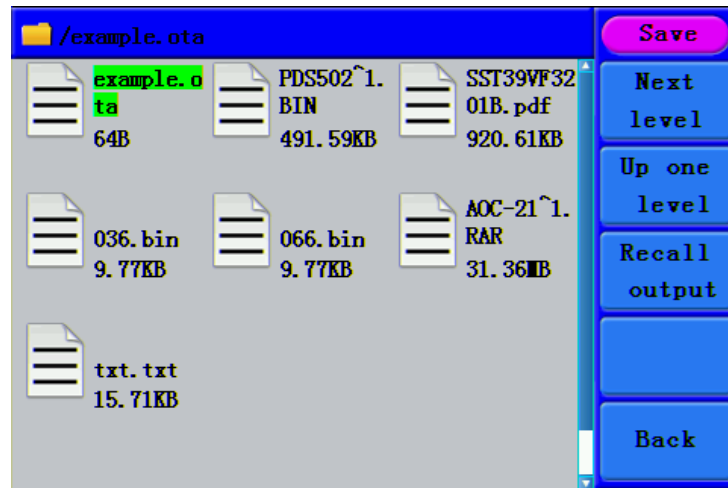 /example.ota
example.o
ta
64B
PDS502~1.
BIN
491.59KB
SST39VF32
01B.pdf
920.61KB
036.bin
9.77KB
066.bin
9.77KB
AOC-21~1.
RAR
31.36MB
txt.txt
15.71KB
Save
Next
level
Up one
level
Recall
output
Back